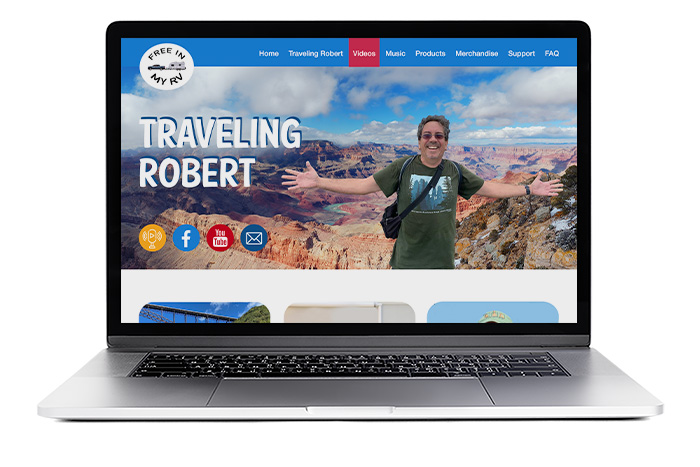 FREE IN
MY RV
Home Traveling Robert Videos Music Products Merchandise Support FAQ
TRAVELING
ROBERT
f
You
Tube